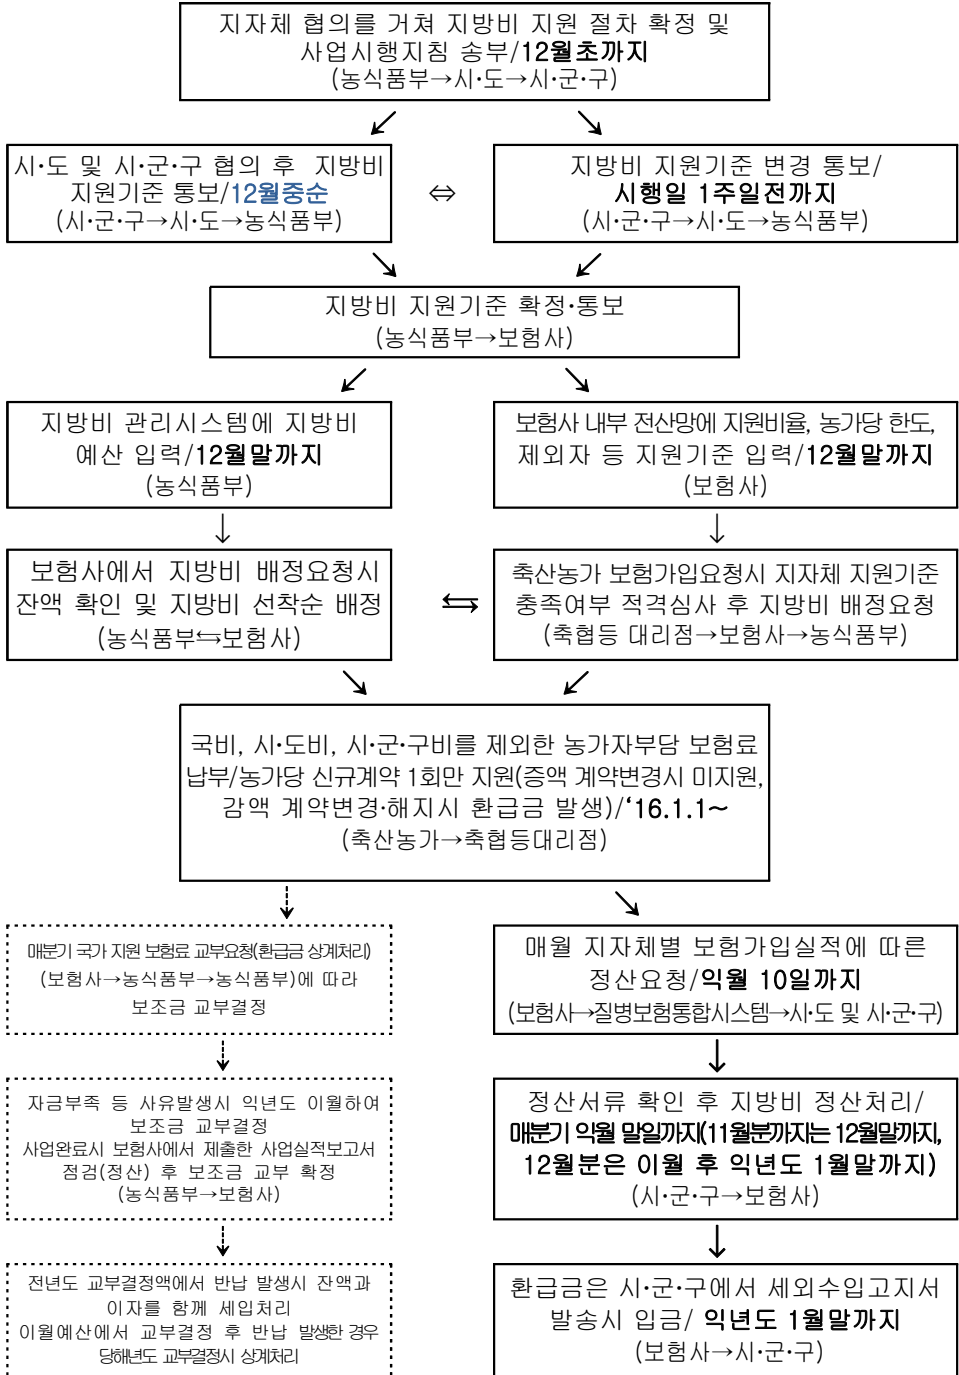 지자체 협의를 거쳐 지방비 지원 절차 확정 및
사업시행지침 송부/12월초까지
(농식품부→시·도→시·군·구)
시·도 및 시·군·구 협의 후 지방비
지원기준 통보/12월중순
(시·군·구→시·도→농식품부)
⇔
지방비 지원기준 변경 통보/
시행일 1주일전까지
(시·군·구→시·도→농식품부)
지방비 지원기준 확정·통보
(농식품부→보험사)
지방비 관리시스템에 지방비
예산 입력/12월말까지
(농식품부)
보험사 내부 전산망에 지원비율, 농가당 한도,
제외자 등 지원기준 입력/12월말까지
(보험사)
보험사에서 지방비 배정요청시
잔액 확인 및 지방비 선착순 배정
(농식품부⇆보험사)
⇆
축산농가 보험가입요청시 지자체 지원기준
충족여부 적격심사 후 지방비 배정요청
(축협등 대리점→보험사→농식품부)
국비, 시·도비, 시·군·구비를 제외한 농가자부담 보험료
납부/농가당 신규계약 1회만 지원(증액 계약변경시 미지원,
감액 계약변경·해지시 환급금 발생)/‘16.1.1~
(축산농가→축협등대리점)
매분기 국가 지원 보험료 교부요청(환급금 상계처리)
(보험사→농식품부→농식품부)에 따라
보조금 교부결정
매월 지자체별 보험가입실적에 따른
정산요청/익월 10일까지
(보험사→질병보험통합시스템→시·도 및 시·군·구)
자금부족 등 사유발생시 익년도 이월하여
보조금 교부결정
사업완료시 보험사에서 제출한 사업실적보고서
점검(정산) 후 보조금 교부 확정
(농식품부→보험사)
정산서류 확인 후 지방비 정산처리/
매분기 익월 말일까지(11월분까지는 12월말까지,
12월분은 이월 후 익년도 1월말까지)
(시·군·구→보험사)
전년도 교부결정액에서 반납 발생시 잔액과
이자를 함께 세입처리
이월예산에서 교부결정 후 반납 발생한 경우
당해년도 교부결정시 상계처리
환급금은 시·군·구에서 세외수입고지서
발송시 입금/ 익년도 1월말까지
(보험사→시·군·구)